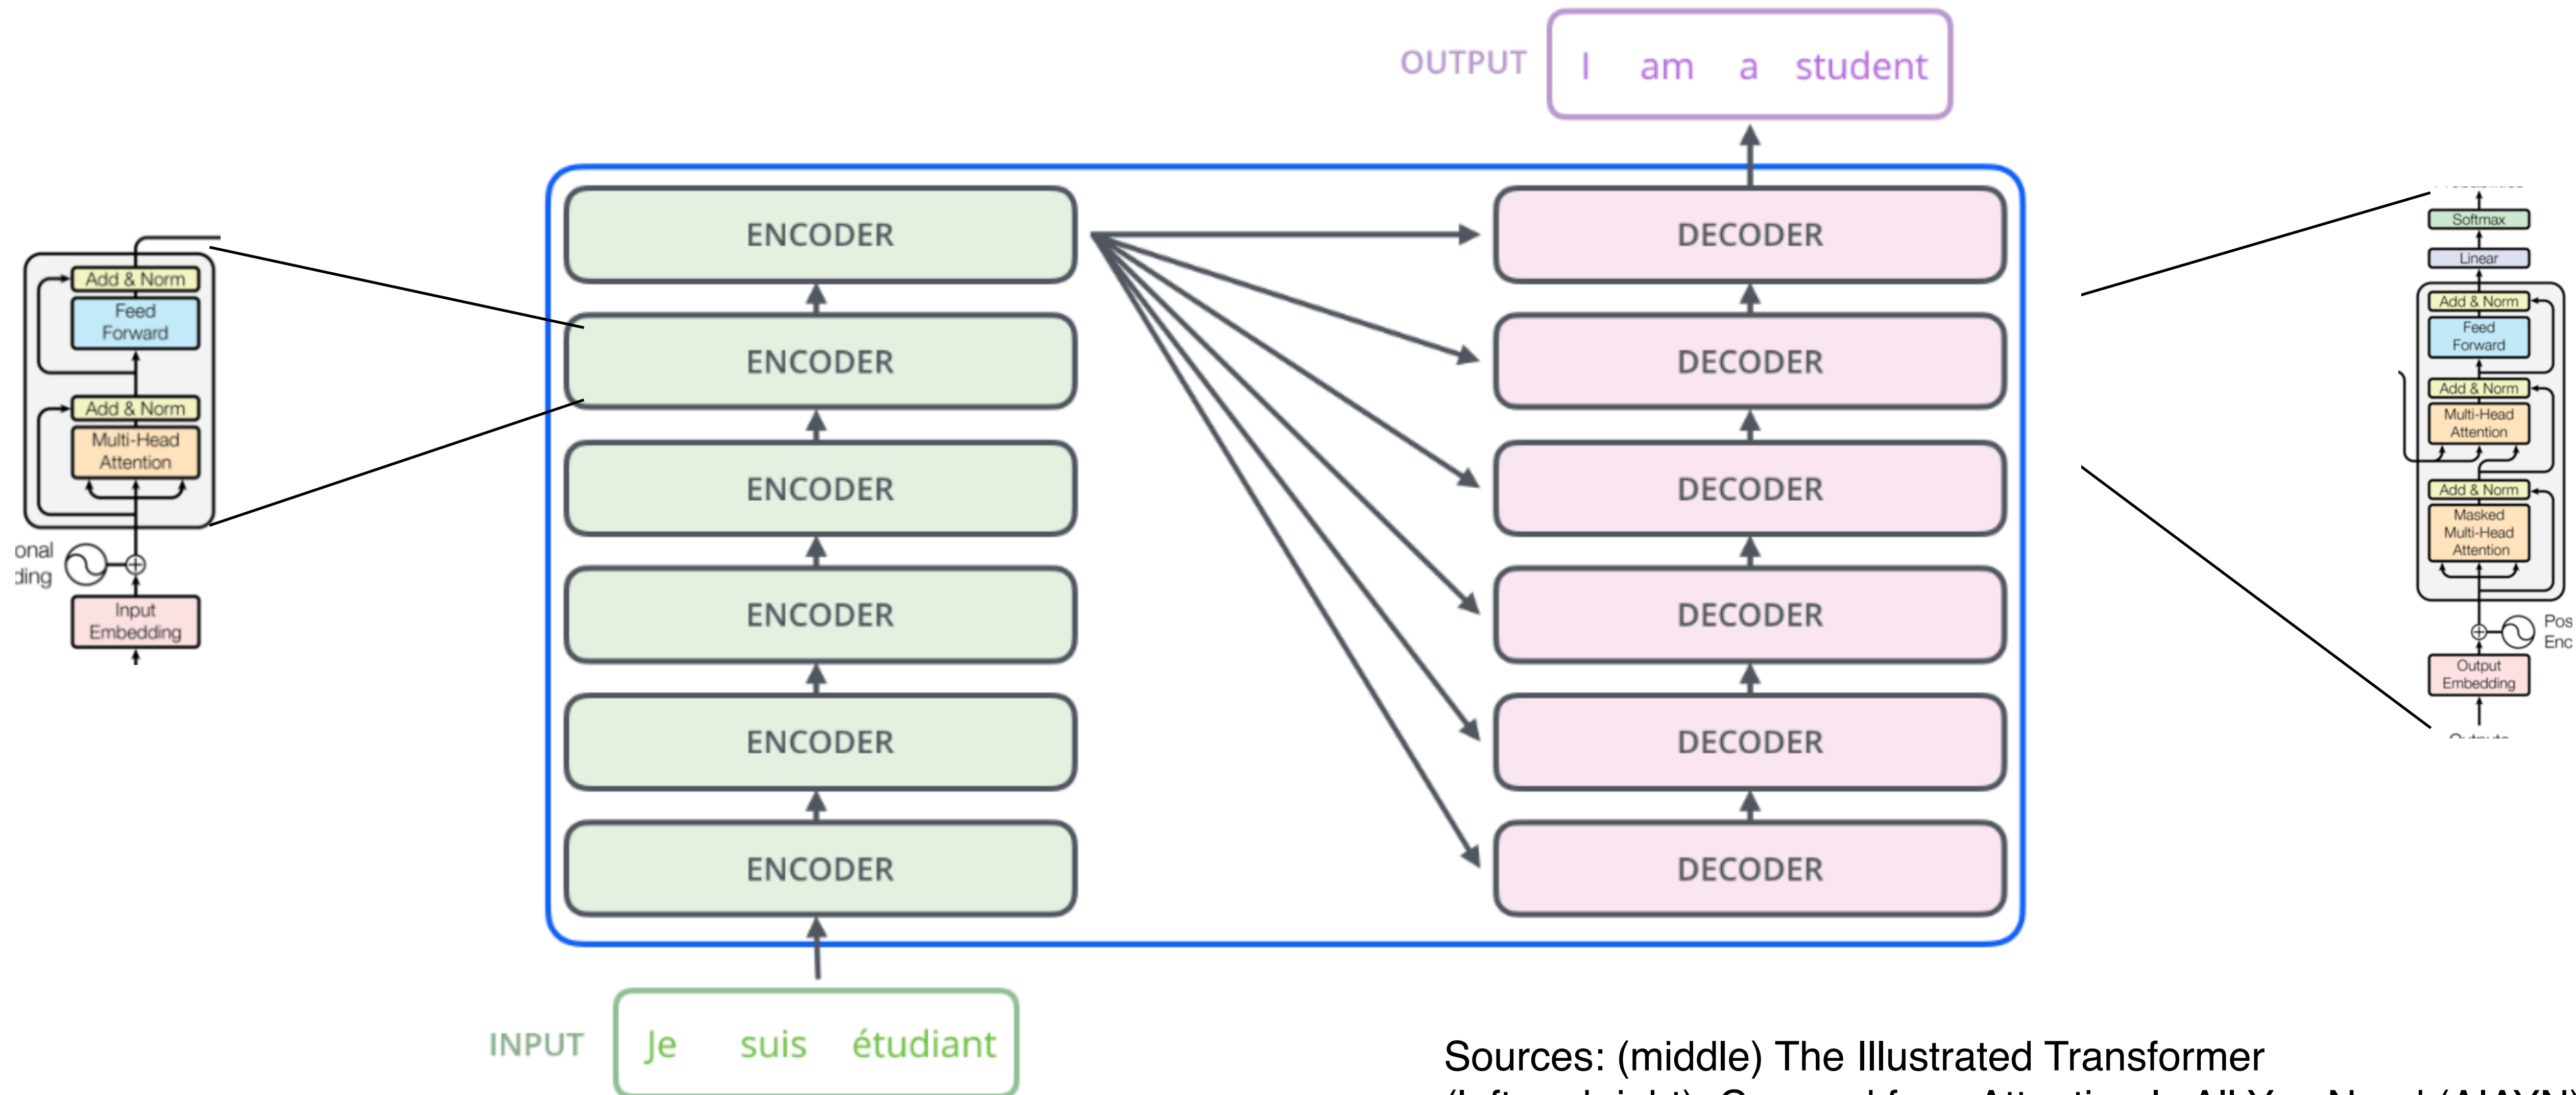 OUTPUT
I am a student
ENCODER
ENCODER
ENCODER
ENCODER
ENCODER
ENCODER
DECODER
DECODER
DECODER
DECODER
DECODER
DECODER
INPUT
Je suis étudiant
Add & Norm
Feed
Forward
Add & Norm
Multi-Head
Attention
onal
ding
Input
Embedding
Softmax
Linear
Add & Norm
Feed
Forward
Add & Norm
Multi-Head
Attention
Add & Norm
Masked
Multi-Head
Attention
Pos
Enc
Output
Embedding
Sources: (middle) The Illustrated Transformer